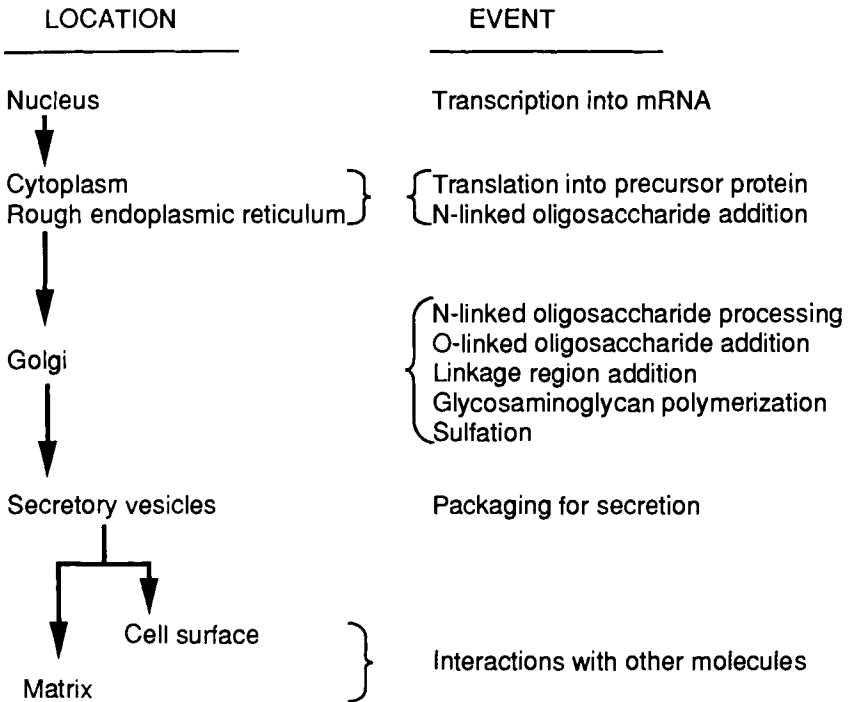 LOCATION EVENT
Nucleus Transcription into mRNA
Cytoplasm Translation into precursor protein
Rough endoplasmic reticulum N-linked oligosaccharide addition
N-linked oligosaccharide processing
O-linked oligosaccharide addition
Golgi Linkage region addition
Glycosaminoglycan polymerization
Sulfation
Secretory vesicles Packaging for secretion
Cell surface
Interactions with other molecules
Matrix